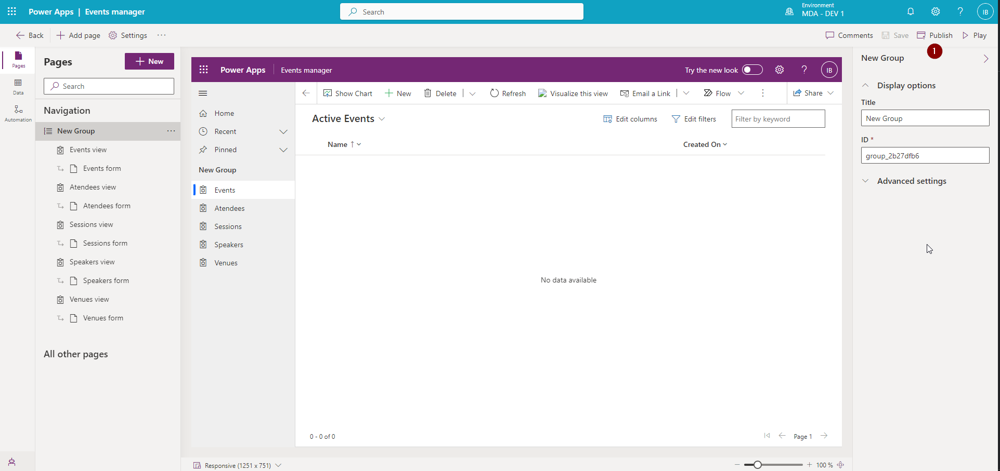 Power Apps | Events manager
Search
Environment
MDA - DEV 1
IB
Back
Add page
Settings
Comments
Save
Publish
Play
1
Pages
Data
Automation
Pages
New
Search
Navigation
New Group
Events view
Events form
Atendees view
Atendees form
Sessions view
Sessions form
Speakers view
Speakers form
Venues view
Venues form
All other pages
Power Apps
Events manager
Try the new look
IB
Home
Recent
Pinned
New Group
Events
Atendees
Sessions
Speakers
Venues
Show Chart
New
Delete
Refresh
Visualize this view
Email a Link
Flow
Share
Active Events
Edit columns
Edit filters
Filter by keyword
Name
Created On
No data available
0 - 0 of 0
Page 1
Responsive (1251 x 751)
100 %
New Group
Display options
Title
New Group
ID *
group_2b27dfb6
Advanced settings